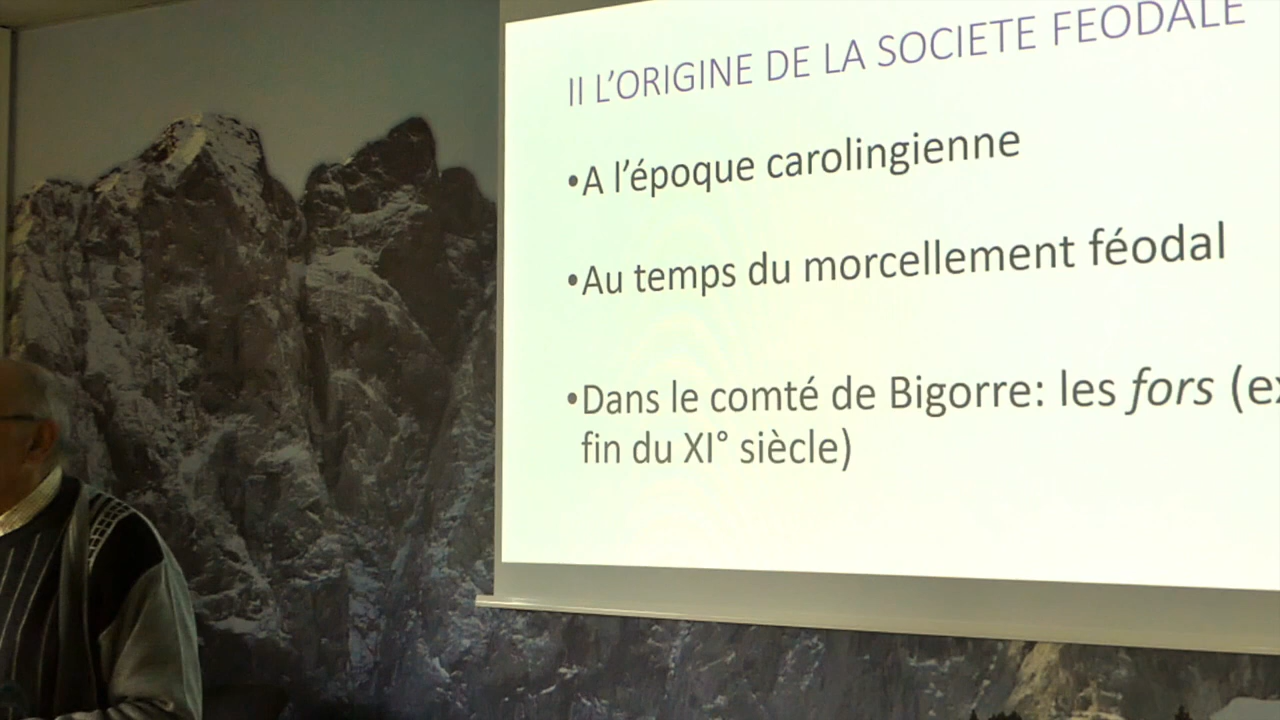 II L'ORIGINE DE LA SOCIETE FEODALE
•A l'époque carolingienne
•Au temps du morcellement féodal
•Dans le comté de Bigorre: les fors (ex
fin du XI° siècle)